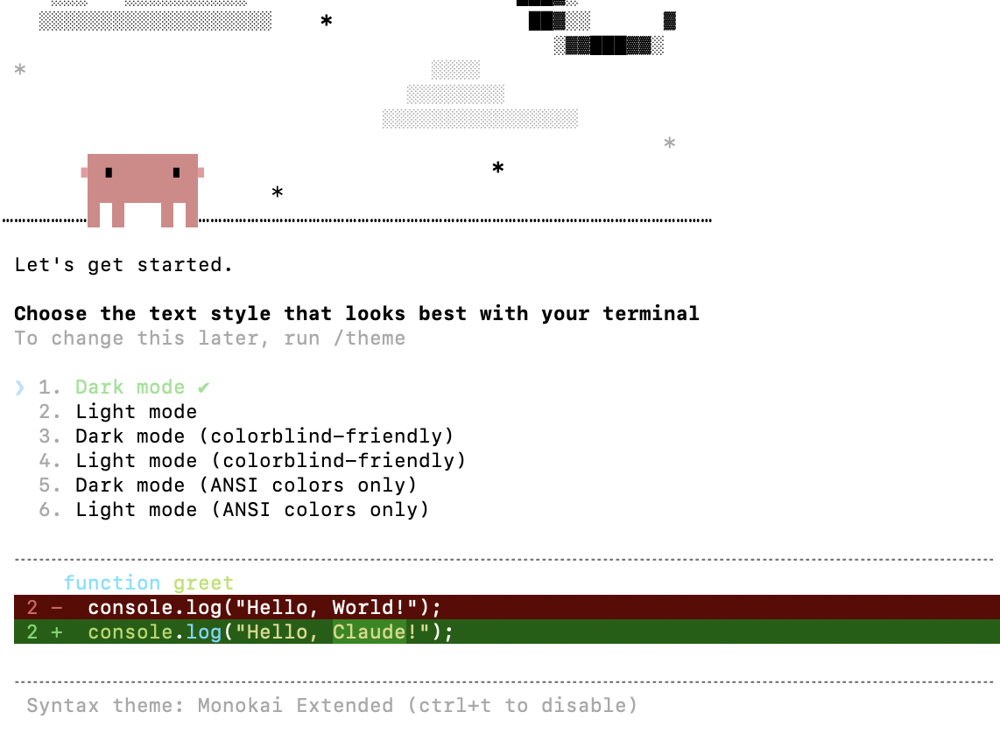 Let's get started.
Choose the text style that looks best with your terminal
To change this later, run /theme
❯ 1. Dark mode ✔
2. Light mode
3. Dark mode (colorblind-friendly)
4. Light mode (colorblind-friendly)
5. Dark mode (ANSI colors only)
6. Light mode (ANSI colors only)
function greet
2 - console.log("Hello, World!");
2 + console.log("Hello, Claude!");
Syntax theme: Monokai Extended (ctrl+t to disable)